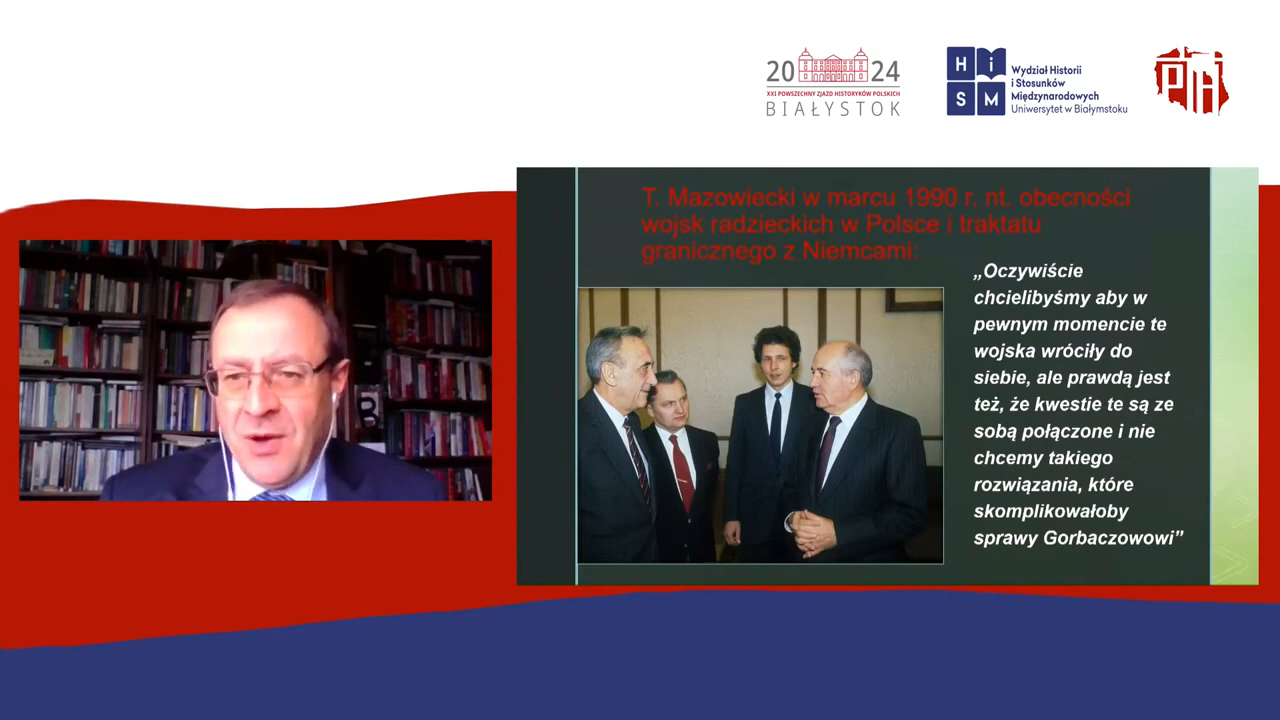 20 24
XXI POWSZECHNY ZJAZD HISTORYKÓW POLSKICH
BIAŁYSTOK
H i
S M
Wydział Historii
i Stosunków
Międzynarodowych
Uniwersytet w Białymstoku
PTH
T. Mazowiecki w marcu 1990 r. nt. obecności
wojsk radzieckich w Polsce i traktatu
granicznego z Niemcami:
„Oczywiście
chcielibyśmy aby w
pewnym momencie te
wojska wróciły do
siebie, ale prawdą jest
też, że kwestie te są ze
sobą połączone i nie
chcemy takiego
rozwiązania, które
skomplikowałoby
sprawy Gorbaczowowi”
B